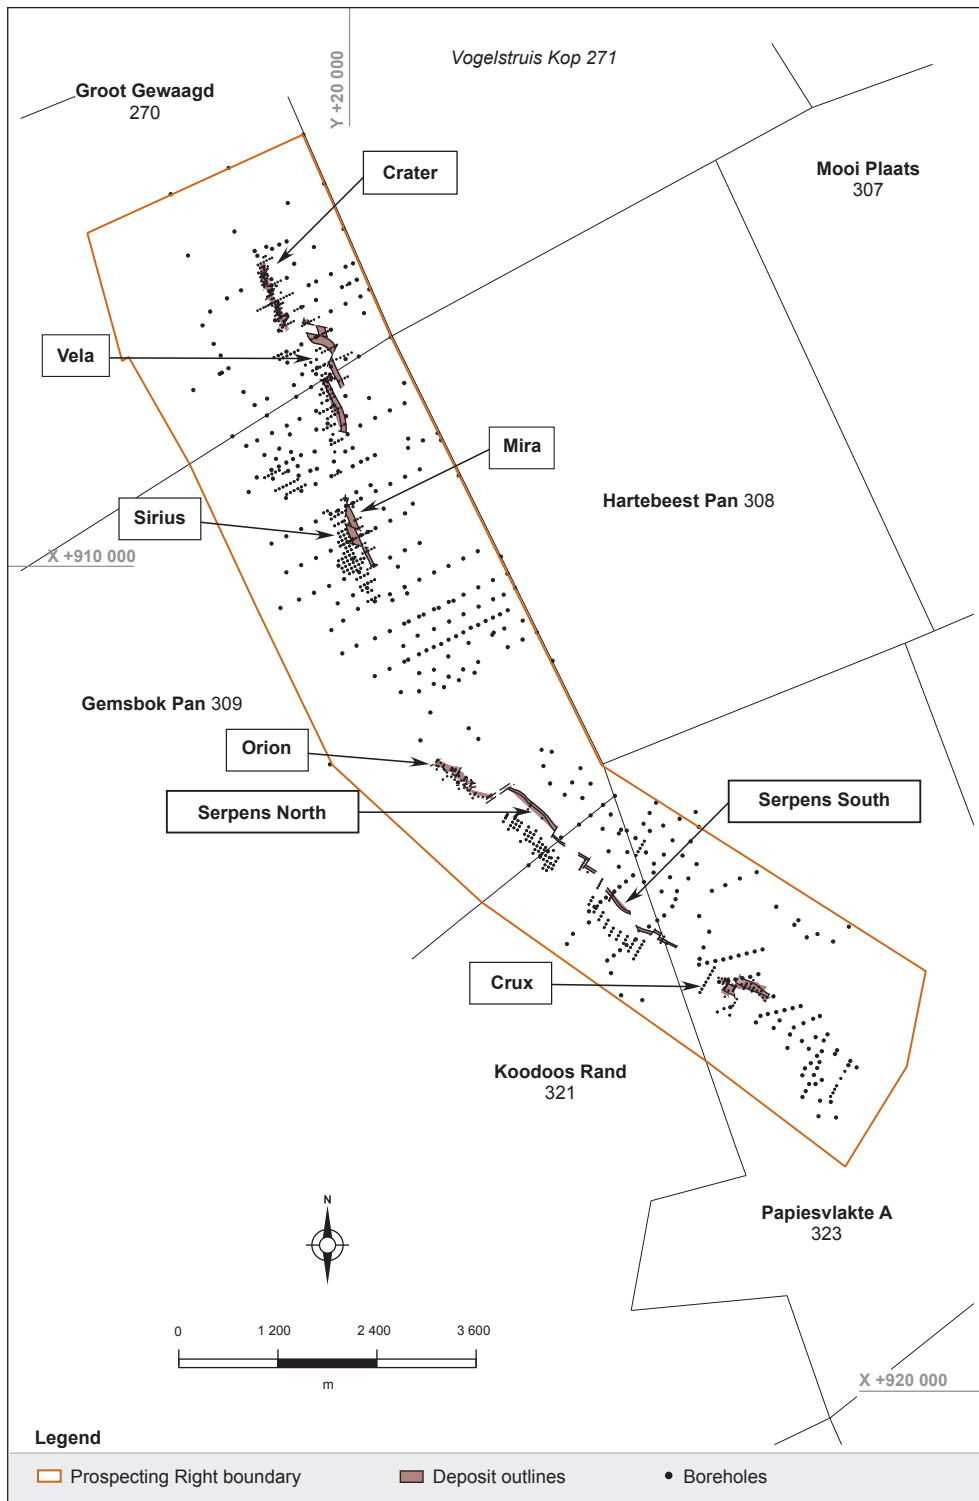 Vogelstruis Kop 271
Groot Gewaagd
270
Y +20 000
Crater
Mooi Plaats
307
Vela
Mira
Hartebeest Pan 308
Sirius
X +910 000
Gemsbok Pan 309
Orion
Serpens North
Serpens South
Crux
Koodoos Rand
321
Papiesvlakte A
323
N
0 1 200 2 400 3 600
m
X +920 000
Legend
Prospecting Right boundary Deposit outlines Boreholes